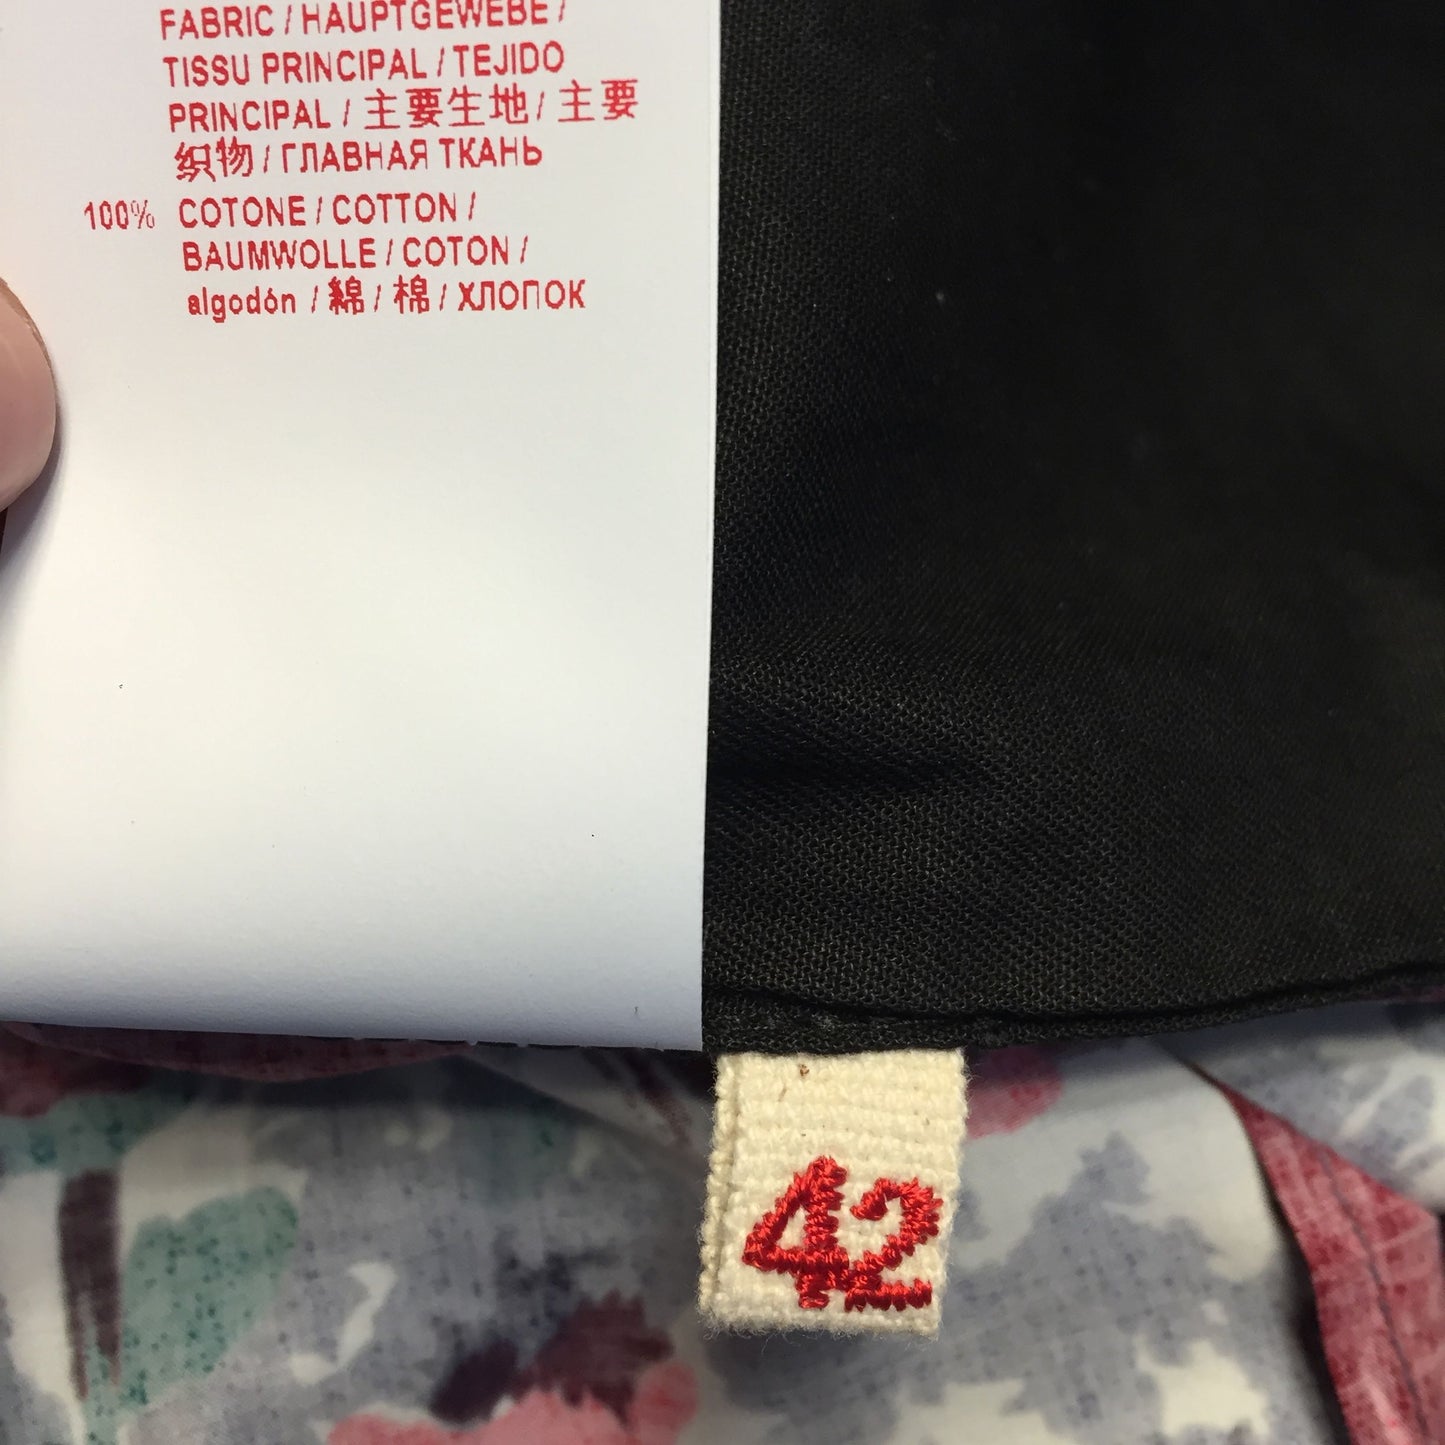 FABRIC / HAUPTGEWEBE /
TISSU PRINCIPAL / TEJIDO
PRINCIPAL / 主要生地 / 主要
织物 / ГЛАВНАЯ ТКАНЬ
100% COTONE / COTTON /
BAUMWOLLE / COTON /
algodón / 綿 / 棉 / ХЛОПОК
42